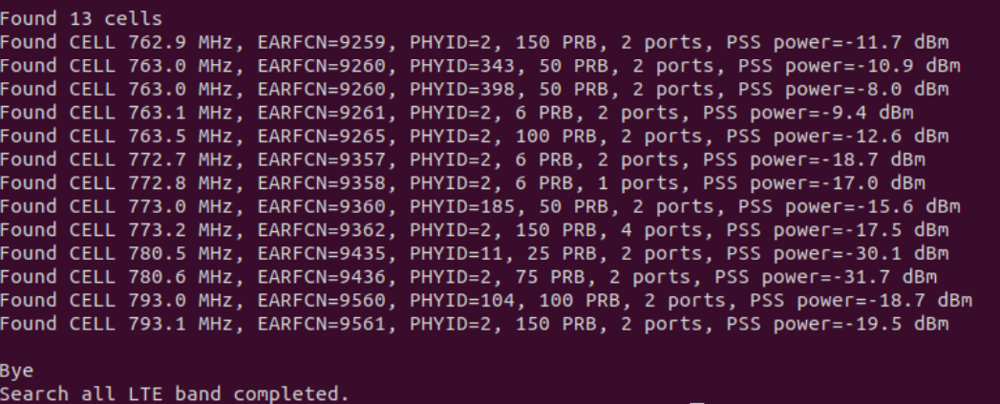 Found 13 cells
Found CELL 762.9 MHz, EARFCN=9259, PHYID=2, 150 PRB, 2 ports, PSS power=-11.7 dBm
Found CELL 763.0 MHz, EARFCN=9260, PHYID=343, 50 PRB, 2 ports, PSS power=-10.9 dBm
Found CELL 763.0 MHz, EARFCN=9260, PHYID=398, 50 PRB, 2 ports, PSS power=-8.0 dBm
Found CELL 763.1 MHz, EARFCN=9261, PHYID=2, 6 PRB, 2 ports, PSS power=-9.4 dBm
Found CELL 763.5 MHz, EARFCN=9265, PHYID=2, 100 PRB, 2 ports, PSS power=-12.6 dBm
Found CELL 772.7 MHz, EARFCN=9357, PHYID=2, 6 PRB, 2 ports, PSS power=-18.7 dBm
Found CELL 772.8 MHz, EARFCN=9358, PHYID=2, 6 PRB, 1 ports, PSS power=-17.0 dBm
Found CELL 773.0 MHz, EARFCN=9360, PHYID=185, 50 PRB, 2 ports, PSS power=-15.6 dBm
Found CELL 773.2 MHz, EARFCN=9362, PHYID=2, 150 PRB, 4 ports, PSS power=-17.5 dBm
Found CELL 780.5 MHz, EARFCN=9435, PHYID=11, 25 PRB, 2 ports, PSS power=-30.1 dBm
Found CELL 780.6 MHz, EARFCN=9436, PHYID=2, 75 PRB, 2 ports, PSS power=-31.7 dBm
Found CELL 793.0 MHz, EARFCN=9560, PHYID=104, 100 PRB, 2 ports, PSS power=-18.7 dBm
Found CELL 793.1 MHz, EARFCN=9561, PHYID=2, 150 PRB, 2 ports, PSS power=-19.5 dBm
Bye
Search all LTE band completed.